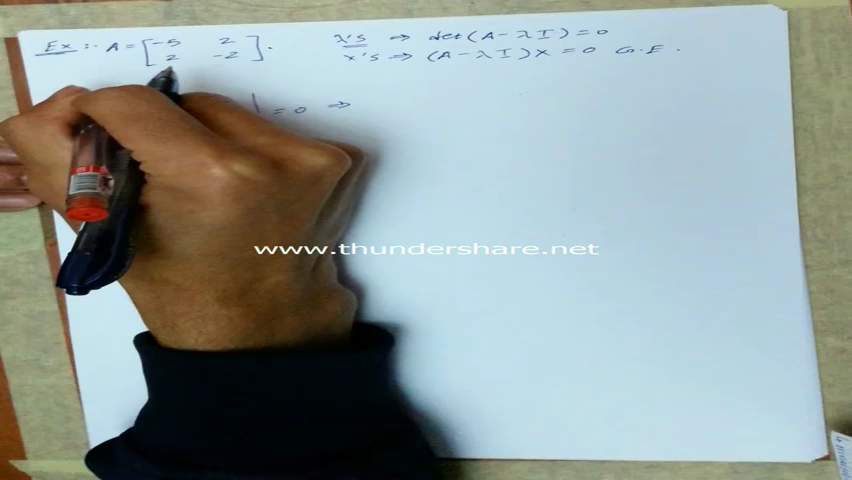 Ex :- A = [ -5 2 ] . λ's ⇒ det(A - λI) = 0
[ 2 -2 ] x's ⇒ (A - λI)X = 0 G.E.
| = 0 ⇒
www.thundershare.net